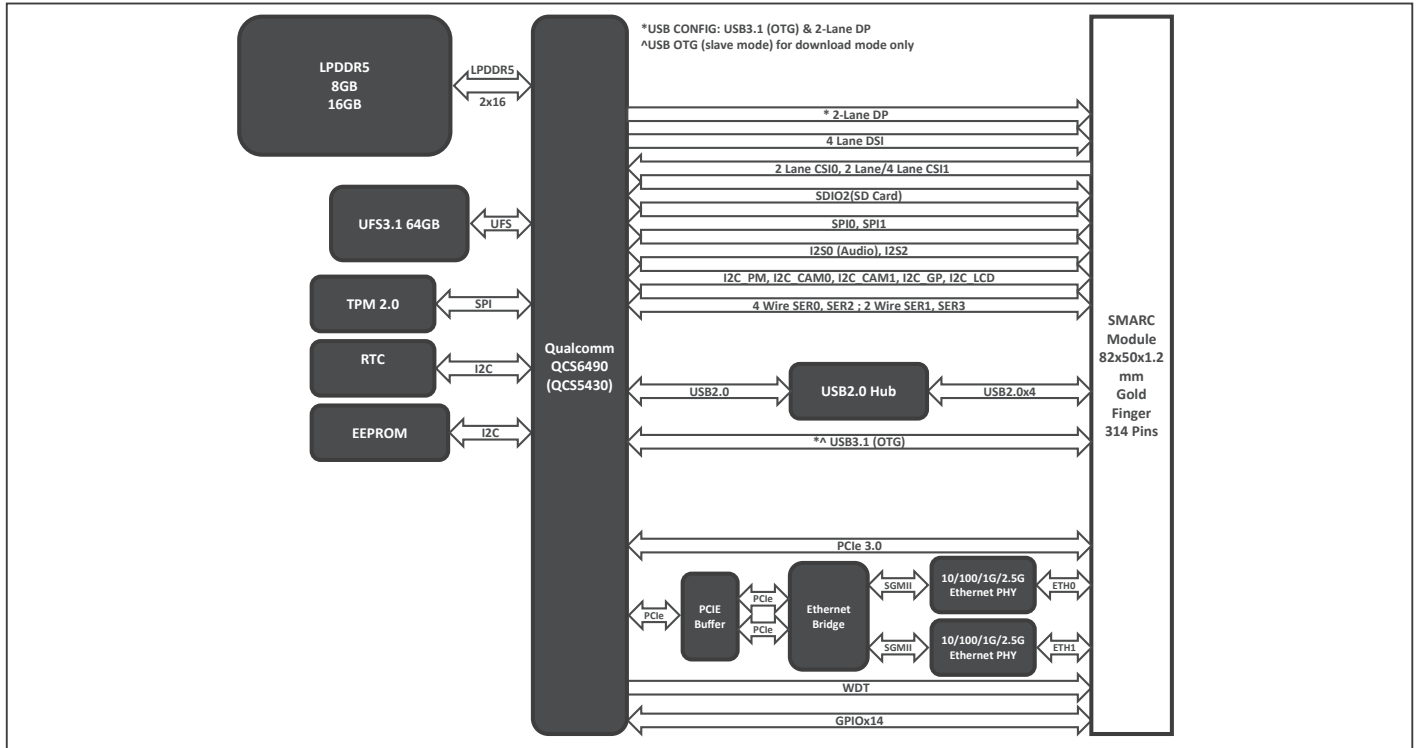 *USB CONFIG: USB3.1 (OTG) & 2-Lane DP
^USB OTG (slave mode) for download mode only
LPDDR5
8GB
16GB
LPDDR5
2x16
UFS3.1 64GB
UFS
TPM 2.0
SPI
RTC
I2C
EEPROM
I2C
Qualcomm
QCS6490
(QCS5430)
* 2-Lane DP
4 Lane DSI
2 Lane CSI0, 2 Lane/4 Lane CSI1
SDIO2(SD Card)
SPI0, SPI1
I2S0 (Audio), I2S2
I2C_PM, I2C_CAM0, I2C_CAM1, I2C_GP, I2C_LCD
4 Wire SER0, SER2 ; 2 Wire SER1, SER3
USB2.0
USB2.0 Hub
USB2.0x4
*^ USB3.1 (OTG)
PCIe 3.0
PCIe
PCIE
Buffer
PCIe
PCIe
Ethernet
Bridge
SGMII
10/100/1G/2.5G
Ethernet PHY
ETH0
SGMII
10/100/1G/2.5G
Ethernet PHY
ETH1
WDT
GPIOx14
SMARC
Module
82x50x1.2
mm
Gold
Finger
314 Pins